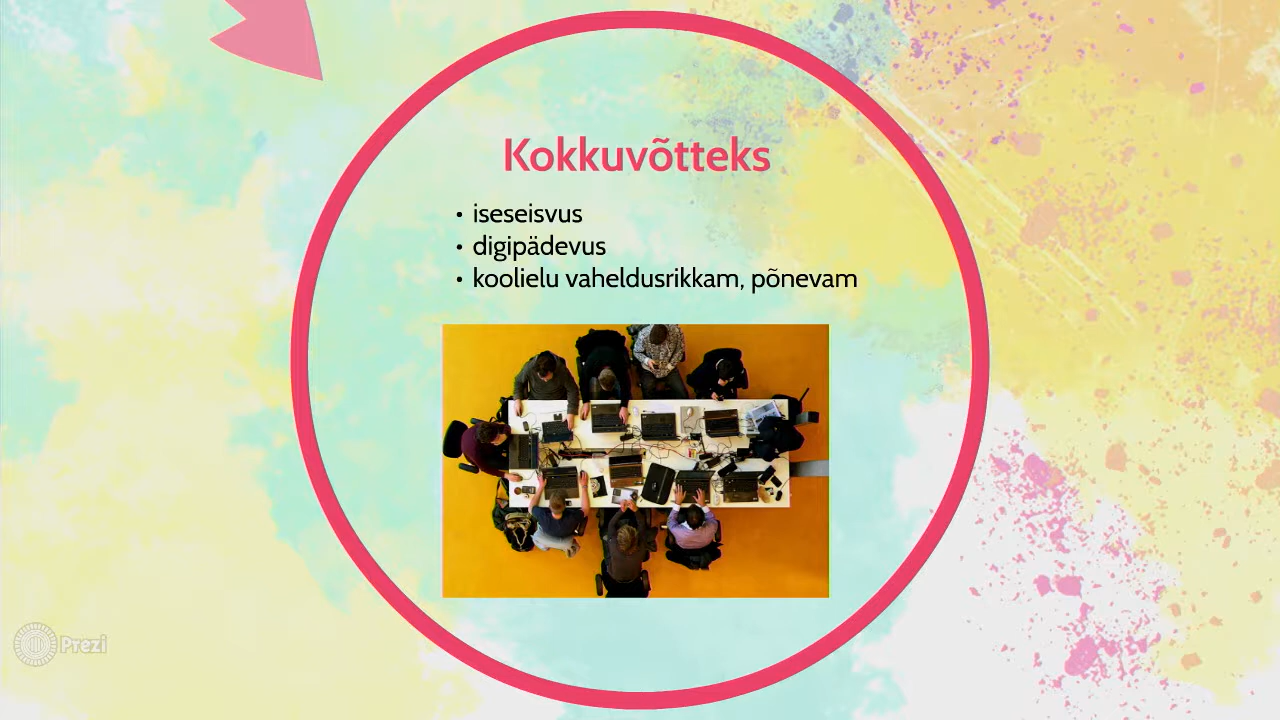 Kokkuvõtteks
• iseseisvus
• digipädevus
• koolielu vaheldusrikkam, põnevam
Prezi